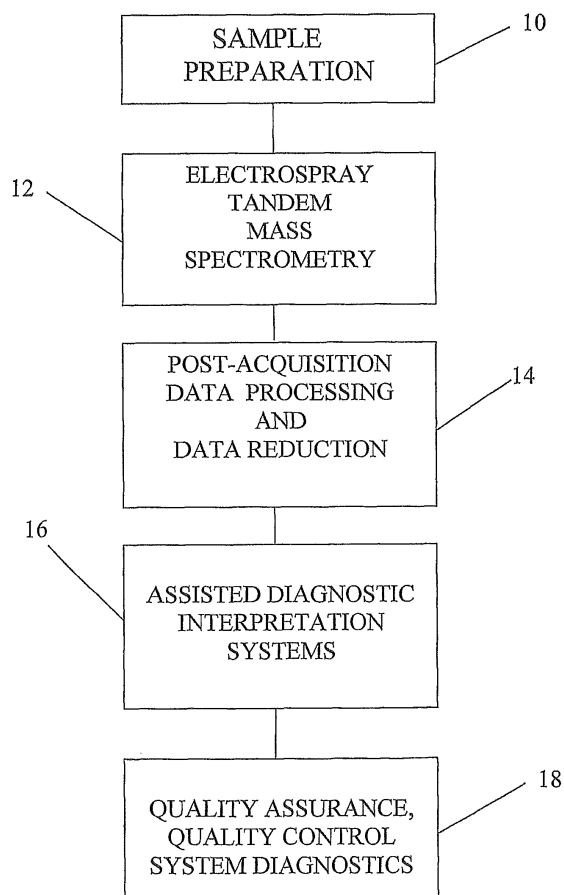 SAMPLE
PREPARATION
10
ELECTROSPRAY
TANDEM
MASS
SPECTROMETRY
12
POST-ACQUISITION
DATA PROCESSING
AND
DATA REDUCTION
14
16
ASSISTED DIAGNOSTIC
INTERPRETATION
SYSTEMS
QUALITY ASSURANCE,
QUALITY CONTROL
SYSTEM DIAGNOSTICS
18